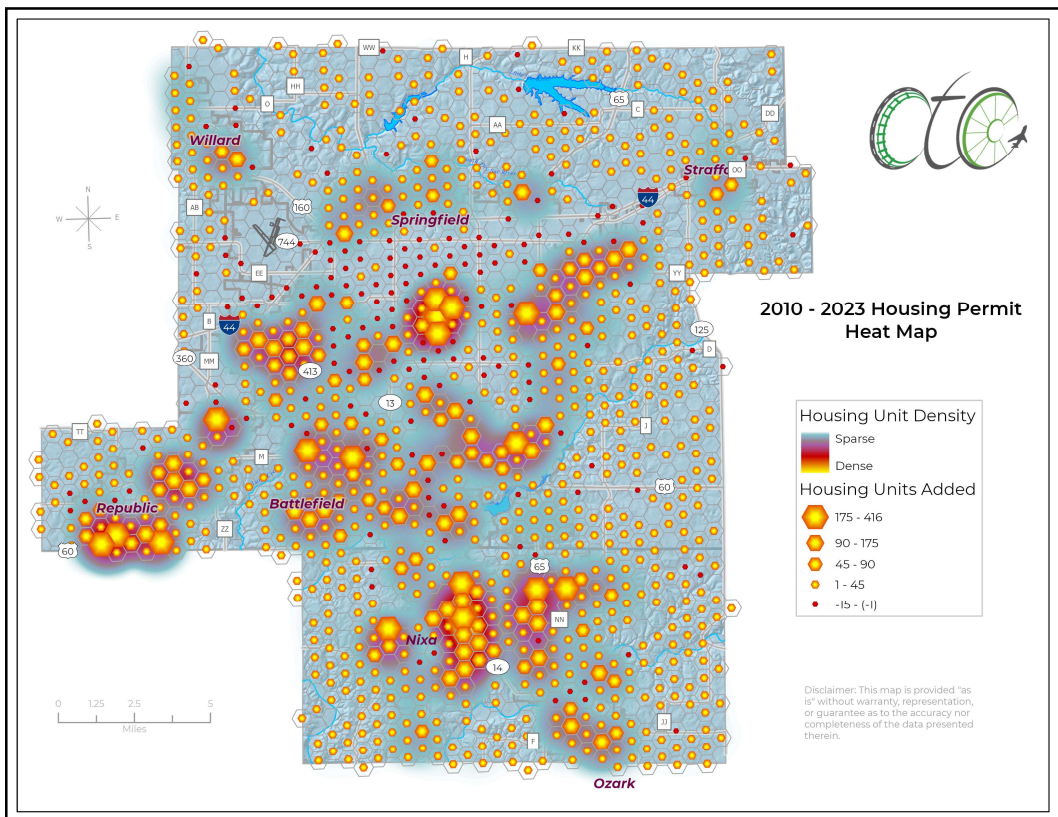 WW
H
KK
HH
O
65
C
AA
DD
Willard
Strafford
OO
44
AB
160
Springfield
744
N
W
E
S
EE
YY
2010 - 2023 Housing Permit
Heat Map
B
44
125
D
360
MM
413
13
Housing Unit Density
Sparse
Dense
Housing Units Added
175 - 416
90 - 175
45 - 90
1 - 45
-15 - (-1)
TT
J
M
60
Republic
Battlefield
ZZ
60
65
NN
Nixa
14
0
1.25
2.5
5
Miles
Disclaimer: This map is provided "as
is" without warranty, representation,
or guarantee as to the accuracy nor
completeness of the data presented
therein.
JJ
F
Ozark